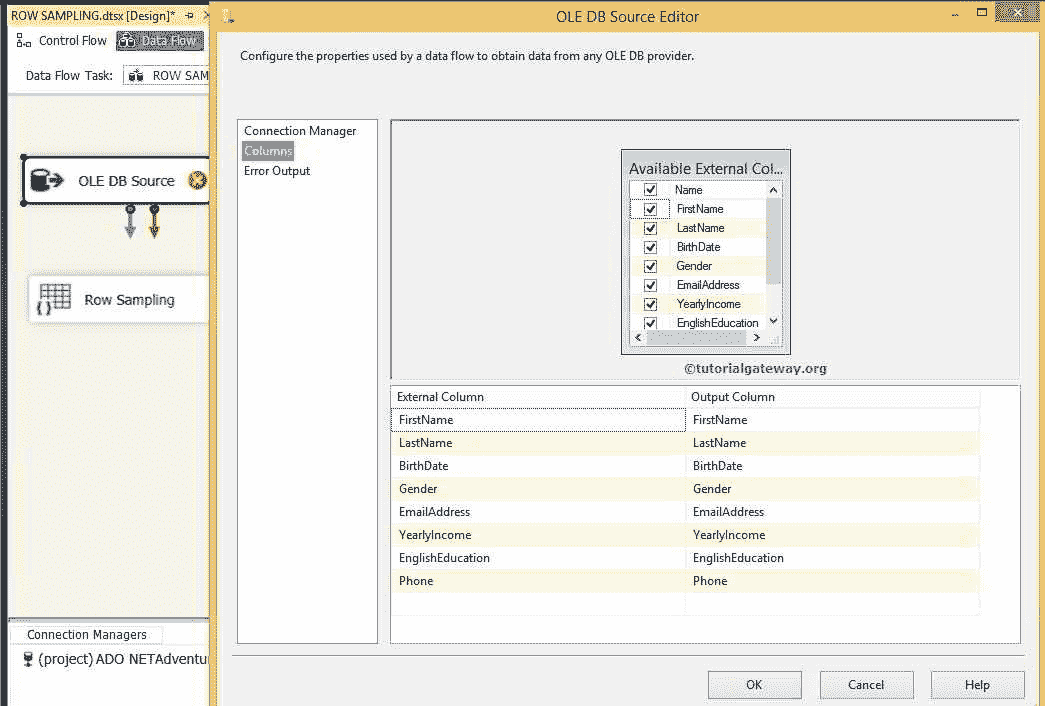 ROW SAMPLING.dtsx [Design]*
OLE DB Source Editor
Control Flow
Data Flow
Data Flow Task:
ROW SAM
Configure the properties used by a data flow to obtain data from any OLE DB provider.
Connection Manager
Columns
Error Output
OLE DB Source
Row Sampling
Available External Col...
Name
FirstName
LastName
BirthDate
Gender
EmailAddress
YearlyIncome
EnglishEducation
©tutorialgateway.org
External Column Output Column
FirstName FirstName
LastName LastName
BirthDate BirthDate
Gender Gender
EmailAddress EmailAddress
YearlyIncome YearlyIncome
EnglishEducation EnglishEducation
Phone Phone
Connection Managers
(project) ADO NETAdventu
OK Cancel Help